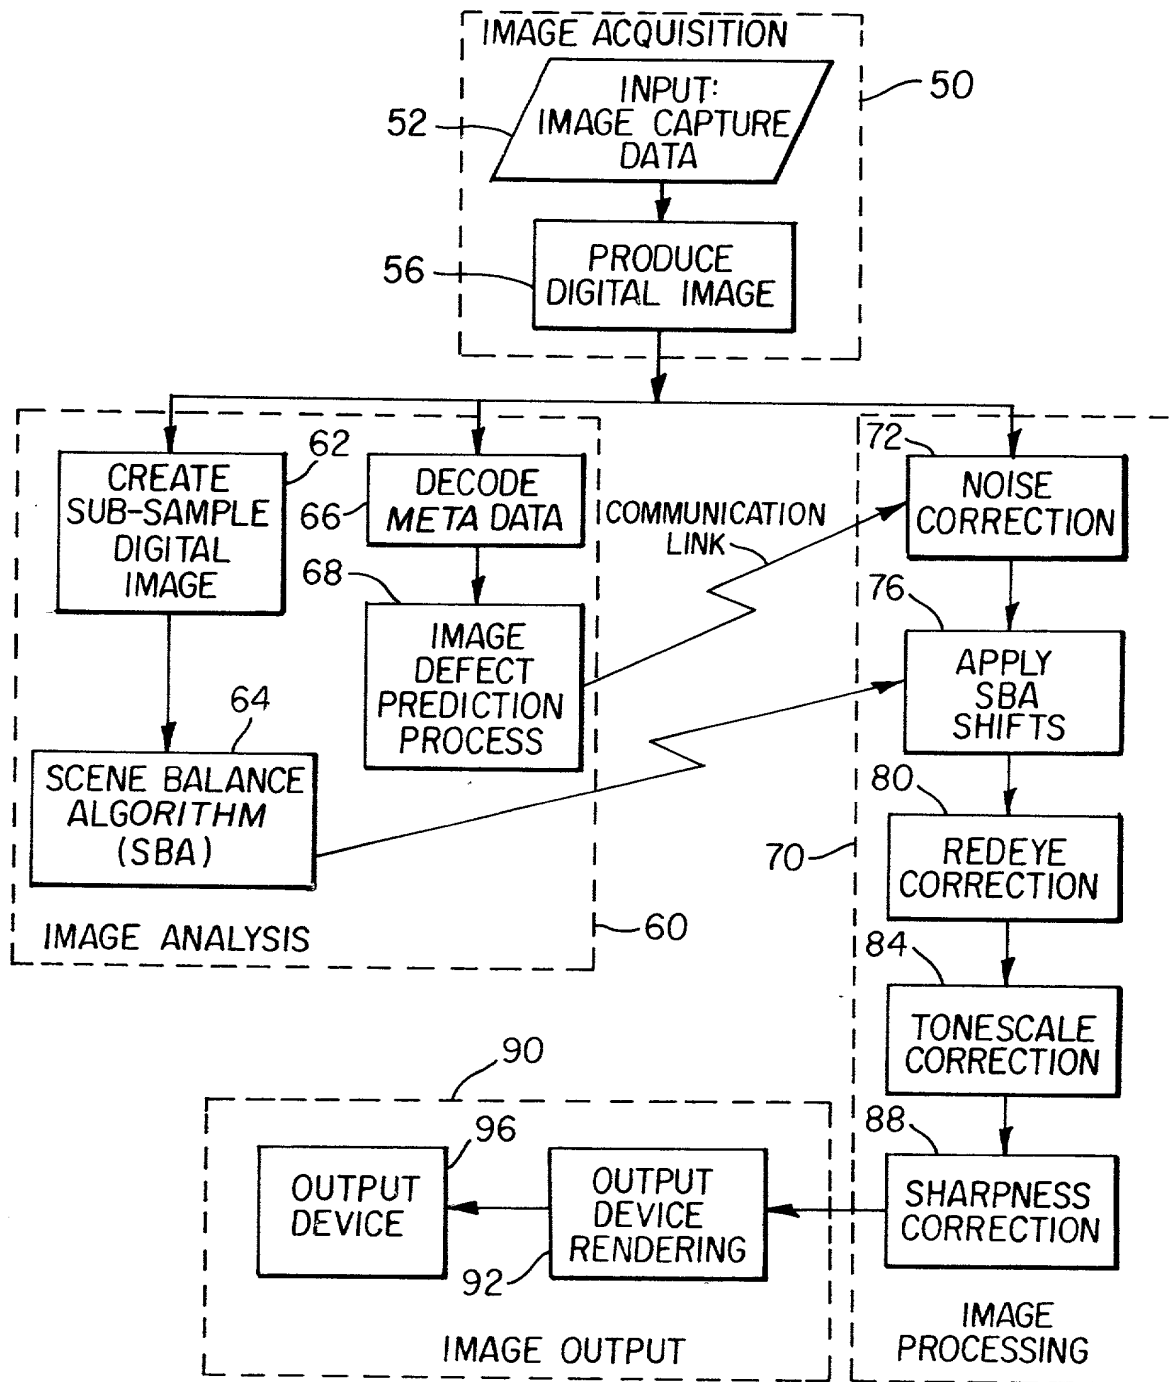 IMAGE ACQUISITION
50
52
INPUT:
IMAGE CAPTURE
DATA
56
PRODUCE
DIGITAL IMAGE
62
CREATE
SUB-SAMPLE
DIGITAL
IMAGE
66
DECODE
META DATA
68
IMAGE
DEFECT
PREDICTION
PROCESS
64
SCENE BALANCE
ALGORITHM
(SBA)
IMAGE ANALYSIS
60
COMMUNICATION
LINK
72
NOISE
CORRECTION
76
APPLY
SBA
SHIFTS
70
80
REDEYE
CORRECTION
84
TONESCALE
CORRECTION
88
SHARPNESS
CORRECTION
IMAGE
PROCESSING
90
96
OUTPUT
DEVICE
92
OUTPUT
DEVICE
RENDERING
IMAGE OUTPUT